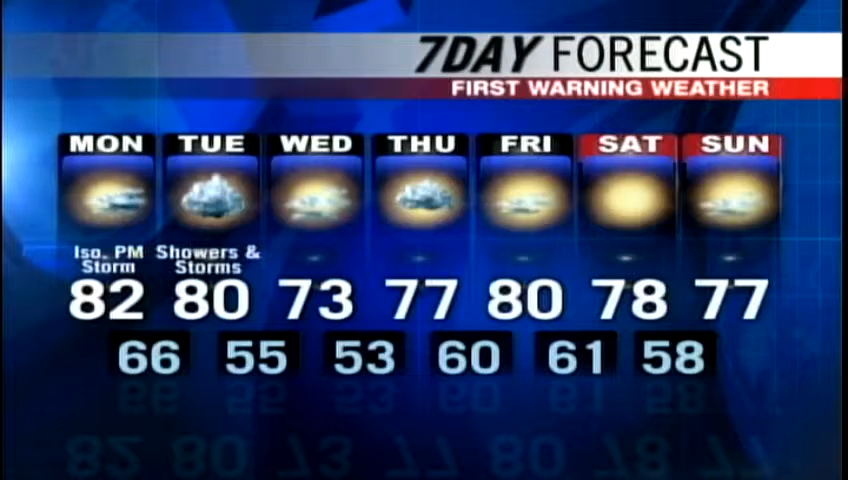 7DAY FORECAST
FIRST WARNING WEATHER
MON TUE WED THU FRI SAT SUN
Iso. PM Storm Showers & Storms
82 80 73 77 80 78 77
66 55 53 60 61 58